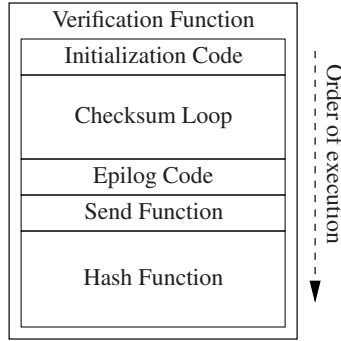 Verification Function
Initialization Code
Checksum Loop
Epilog Code
Send Function
Hash Function
Order of execution